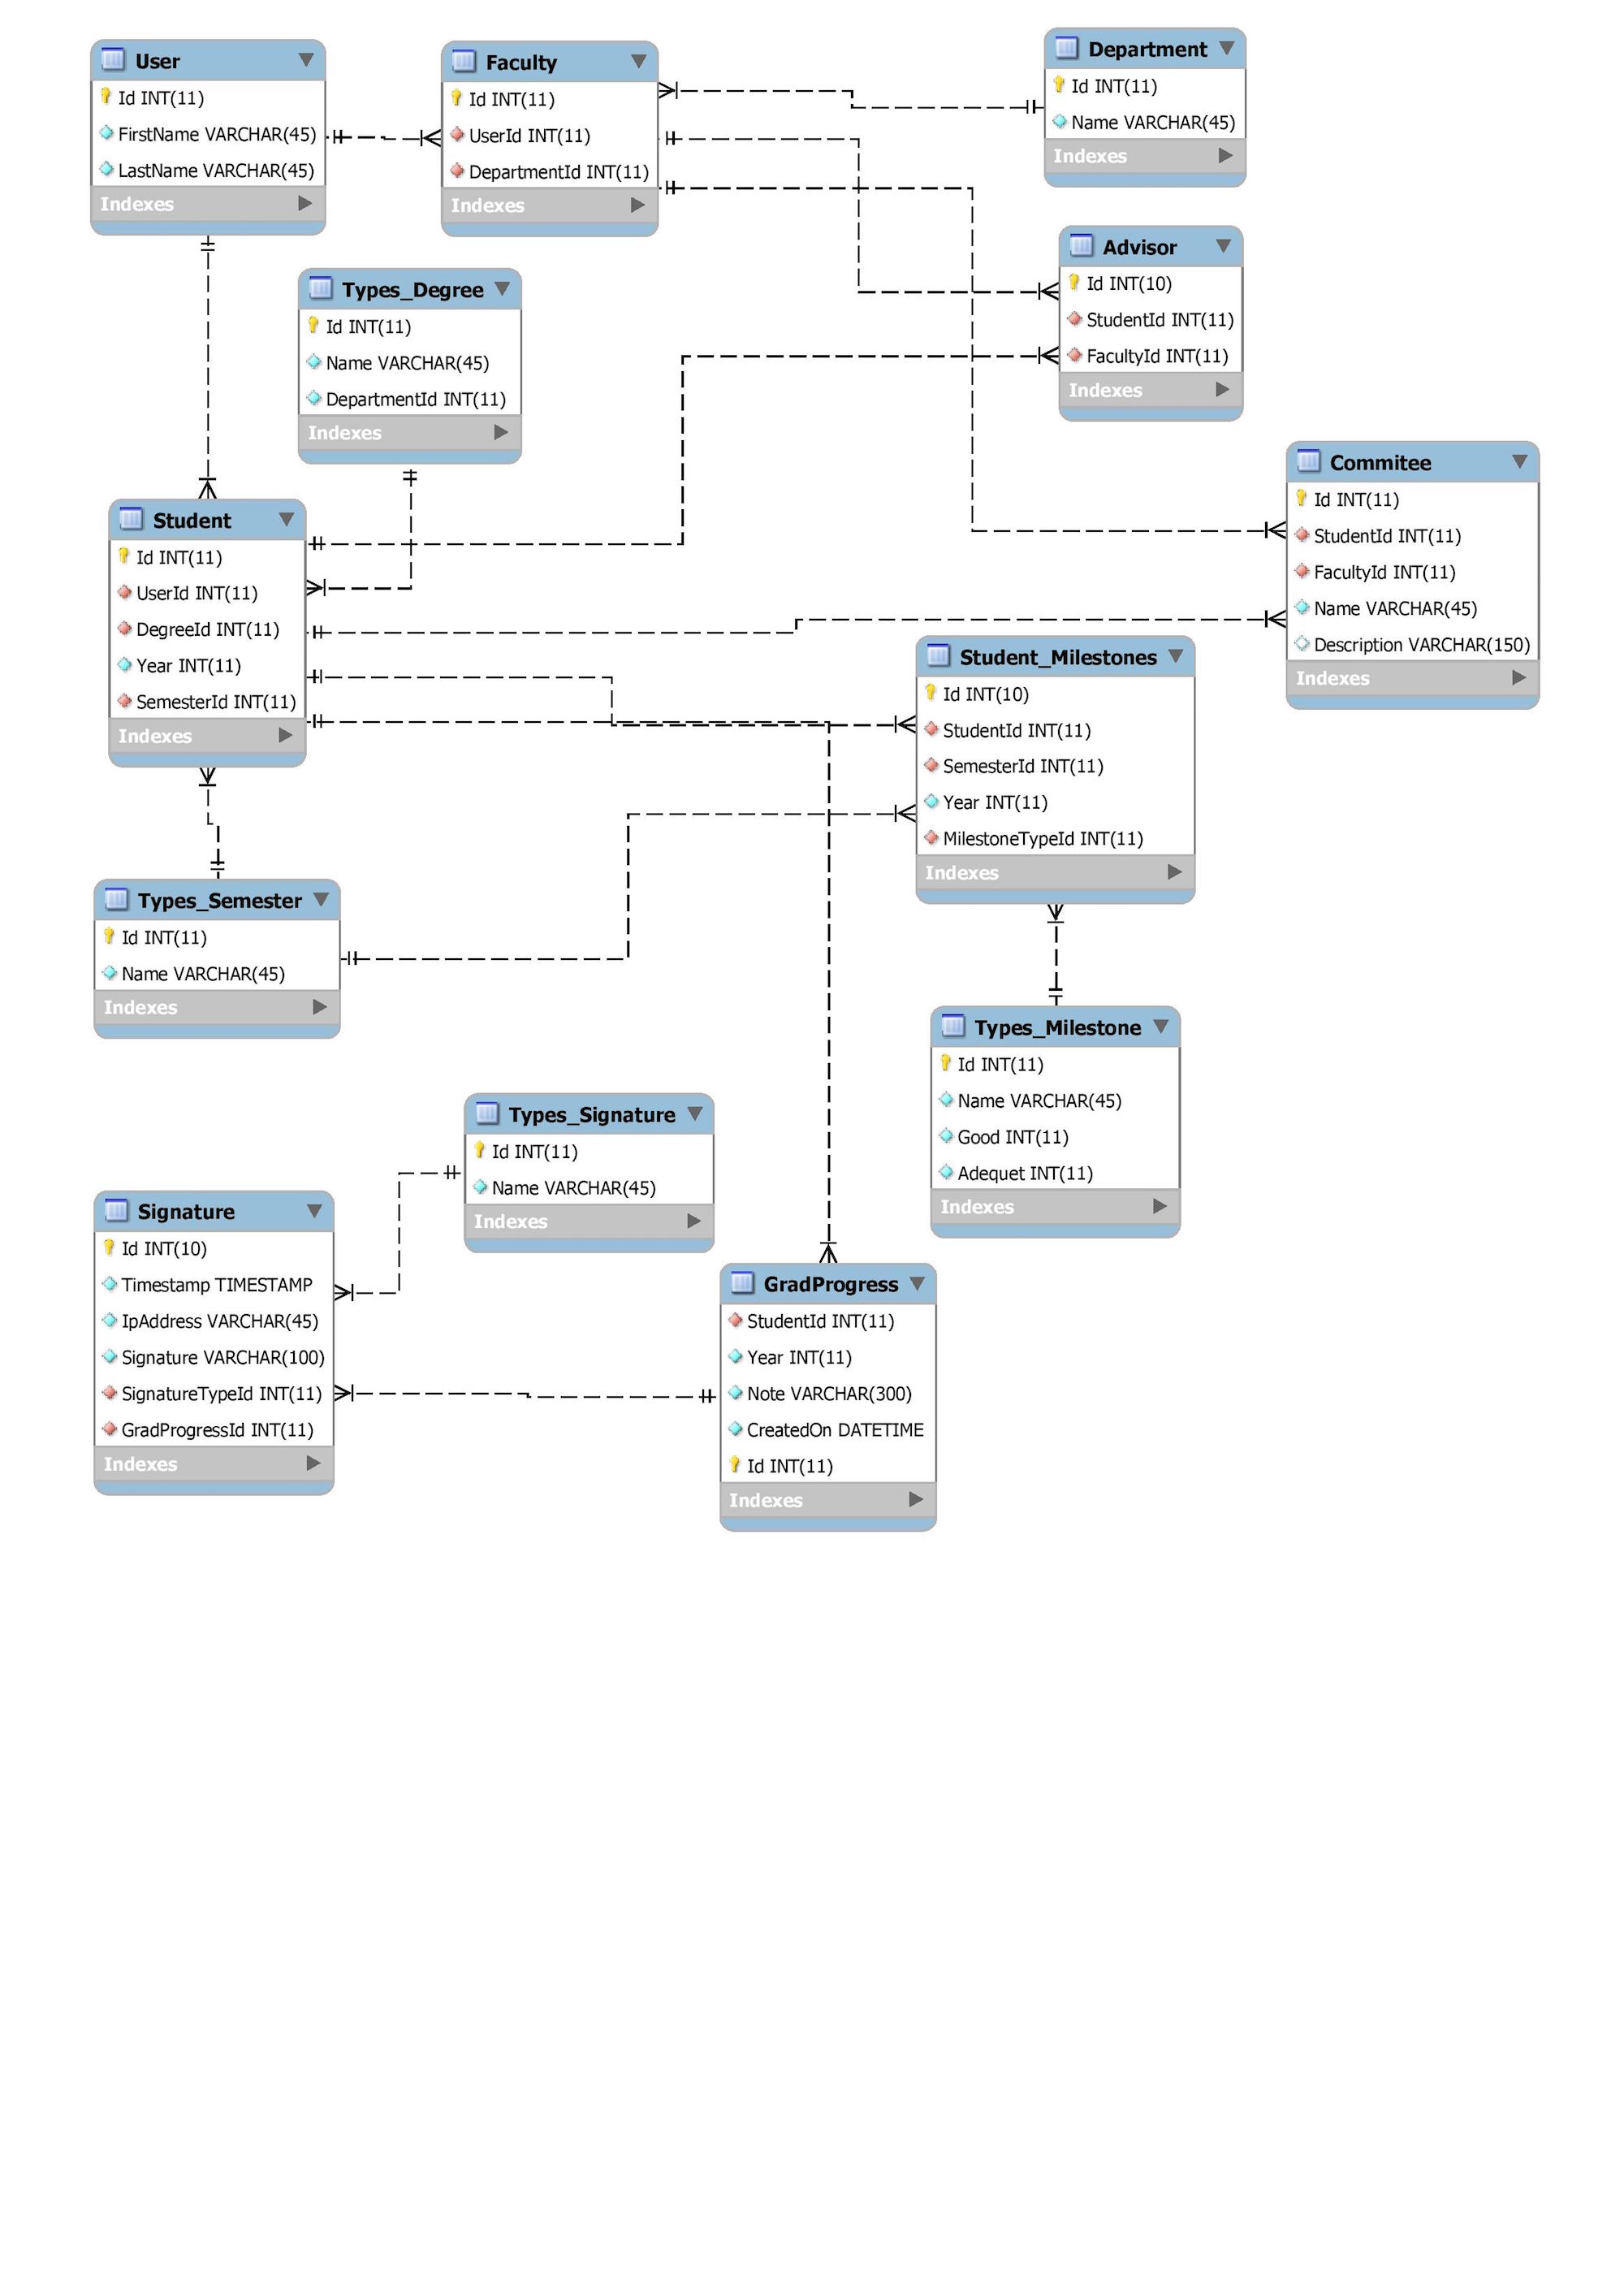 User
Id INT(11)
FirstName VARCHAR(45)
LastName VARCHAR(45)
Indexes
Faculty
Id INT(11)
UserId INT(11)
DepartmentId INT(11)
Indexes
Department
Id INT(11)
Name VARCHAR(45)
Indexes
Advisor
Id INT(10)
StudentId INT(11)
FacultyId INT(11)
Indexes
Types_Degree
Id INT(11)
Name VARCHAR(45)
DepartmentId INT(11)
Indexes
Commitee
Id INT(11)
StudentId INT(11)
FacultyId INT(11)
Name VARCHAR(45)
Description VARCHAR(150)
Indexes
Student
Id INT(11)
UserId INT(11)
DegreeId INT(11)
Year INT(11)
SemesterId INT(11)
Indexes
Student_Milestones
Id INT(10)
StudentId INT(11)
SemesterId INT(11)
Year INT(11)
MilestoneTypeId INT(11)
Indexes
Types_Semester
Id INT(11)
Name VARCHAR(45)
Indexes
Types_Milestone
Id INT(11)
Name VARCHAR(45)
Good INT(11)
Adequet INT(11)
Indexes
Types_Signature
Id INT(11)
Name VARCHAR(45)
Indexes
Signature
Id INT(10)
Timestamp TIMESTAMP
IpAddress VARCHAR(45)
Signature VARCHAR(100)
SignatureTypeId INT(11)
GradProgressId INT(11)
Indexes
GradProgress
StudentId INT(11)
Year INT(11)
Note VARCHAR(300)
CreatedOn DATETIME
Id INT(11)
Indexes